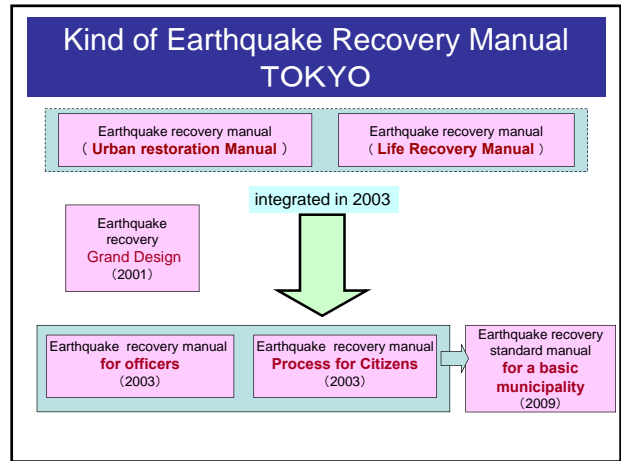 Kind of Earthquake Recovery Manual
TOKYO
Earthquake recovery manual
（ Urban restoration Manual ）
Earthquake recovery manual
（ Life Recovery Manual ）
integrated in 2003
Earthquake
recovery
Grand Design
（2001）
Earthquake recovery manual
for officers
（2003）
Earthquake recovery manual
Process for Citizens
（2003）
Earthquake recovery
standard manual
for a basic
municipality
（2009）